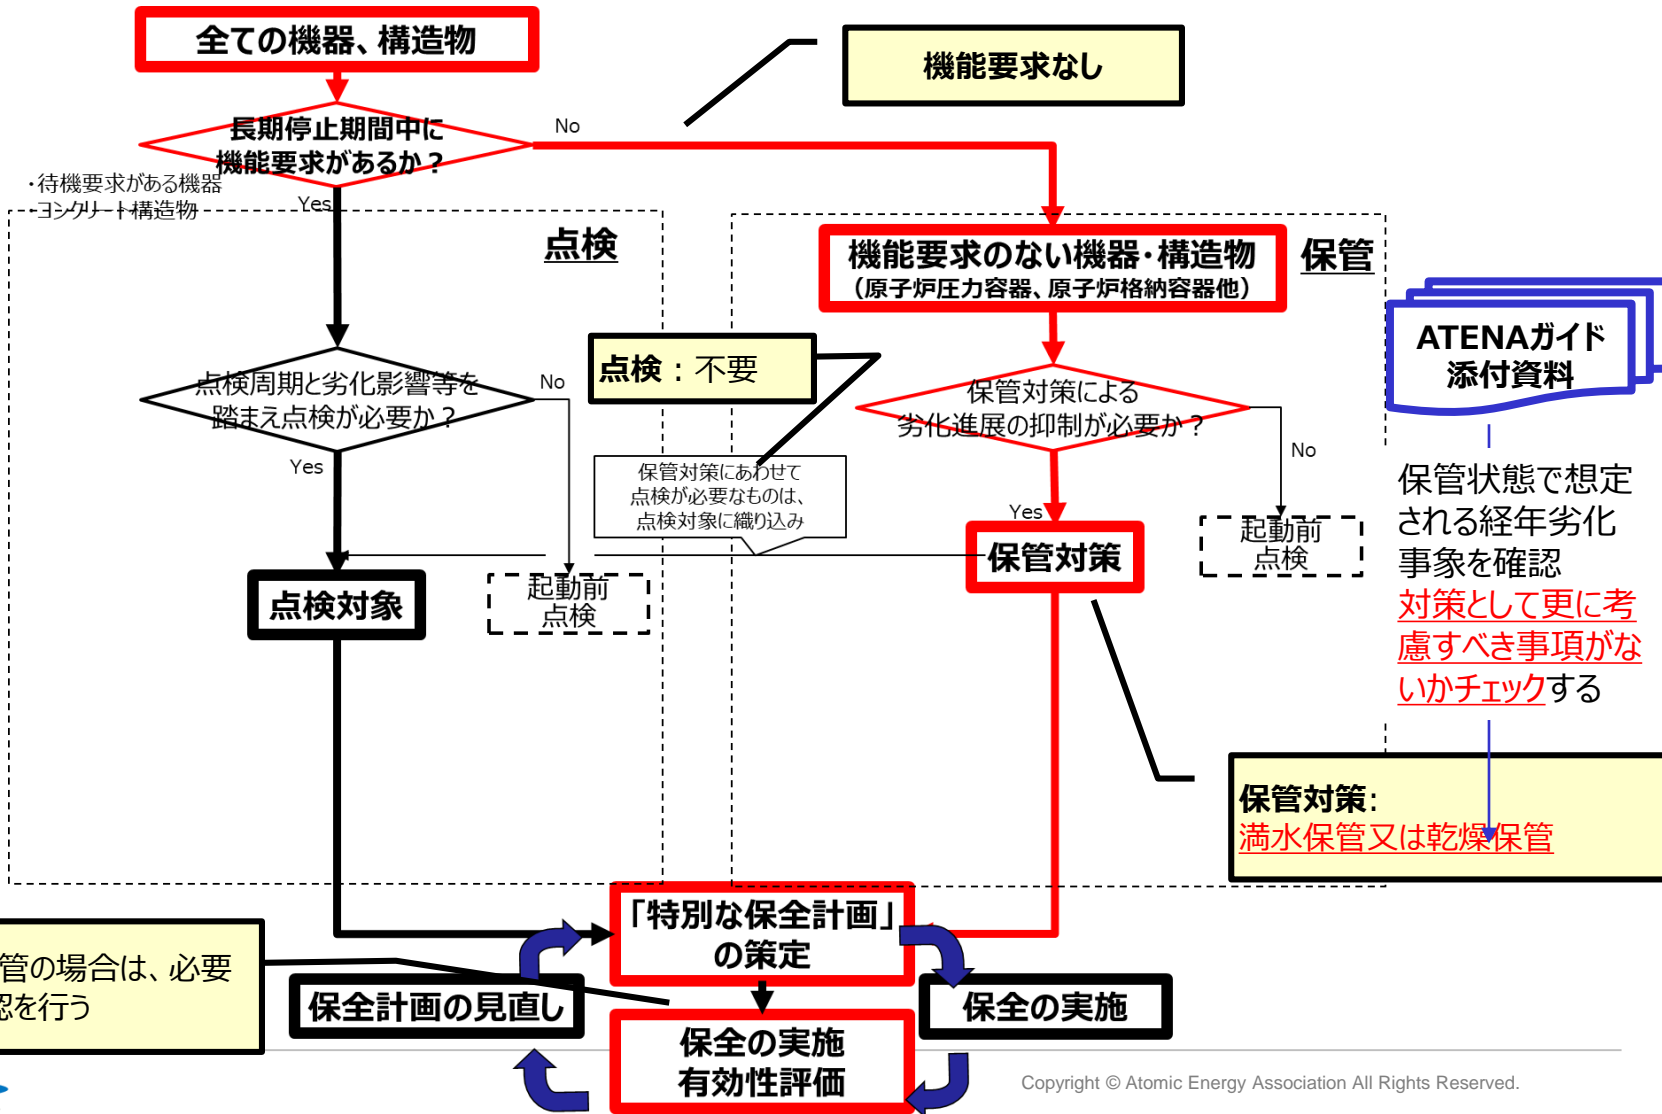 全ての機器、構造物
機能要求なし
長期停止期間中に
機能要求があるか？
No
・待機要求がある機器
・コンクリート構造物
Yes
点検
機能要求のない機器・構造物
（原子炉圧力容器、原子炉格納容器他）
保管
ATENAガイド
添付資料
点検：不要
点検周期と劣化影響等を
踏まえ点検が必要か？
No
Yes
保管対策による
劣化進展の抑制が必要か？
No
Yes
保管対策にあわせて
点検が必要なものは、
点検対象に織り込み
保管状態で想定
される経年劣化
事象を確認
対策として更に考
慮すべき事項がな
いかチェックする
起動前
点検
保管対策
点検対象
起動前
点検
保管対策:
満水保管又は乾燥保管
「特別な保全計画」
の策定
管の場合は、必要
認を行う
保全計画の見直し
保全の実施
保全の実施
有効性評価
Copyright © Atomic Energy Association All Rights Reserved.